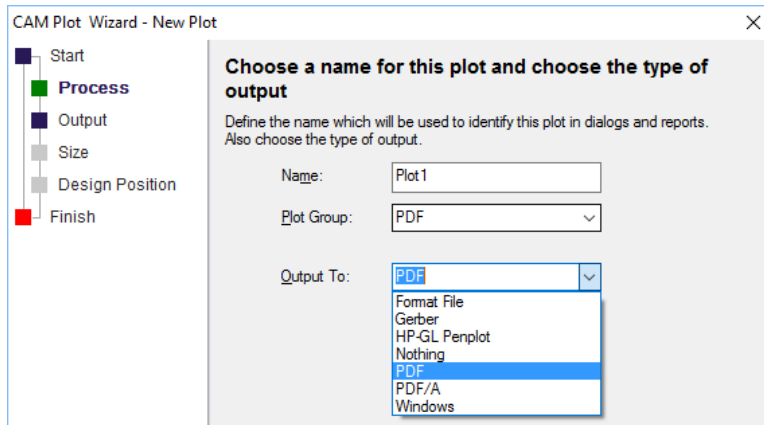 CAM Plot Wizard - New Plot
Start
Process
Output
Size
Design Position
Finish
Choose a name for this plot and choose the type of
output
Define the name which will be used to identify this plot in dialogs and reports.
Also choose the type of output.
Name: Plot1
Plot Group: PDF
Output To: PDF
Format File
Gerber
HP-GL Penplot
Nothing
PDF
PDF/A
Windows